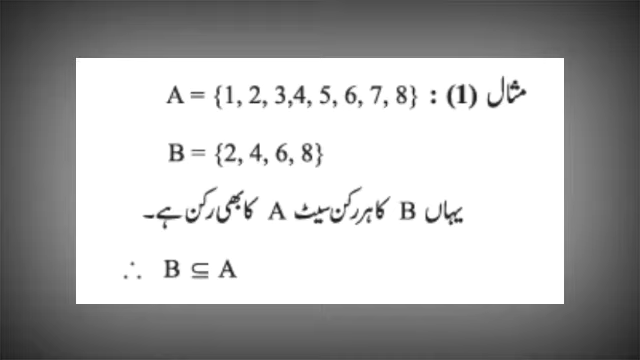 مثال (1) : A = {1, 2, 3,4, 5, 6, 7, 8}
B = {2, 4, 6, 8}
یہاں B کا ہر رکن سیٹ A کا بھی رکن ہے۔
∴ B ⊆ A